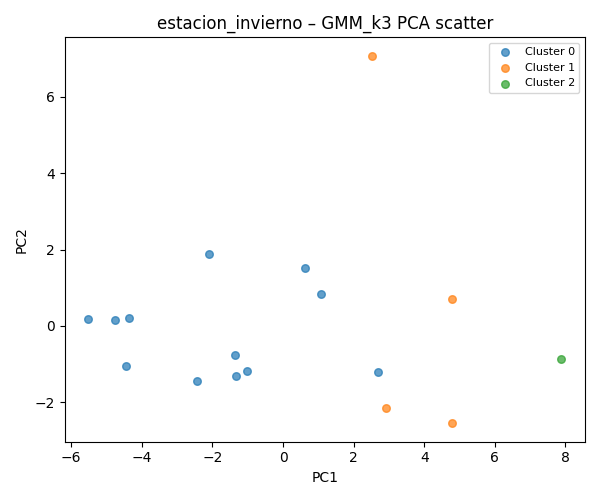 estacion_invierno – GMM_k3 PCA scatter
Cluster 0
Cluster 1
Cluster 2
PC2
6
4
2
0
−2
−6
−4
−2
0
2
4
6
8
PC1